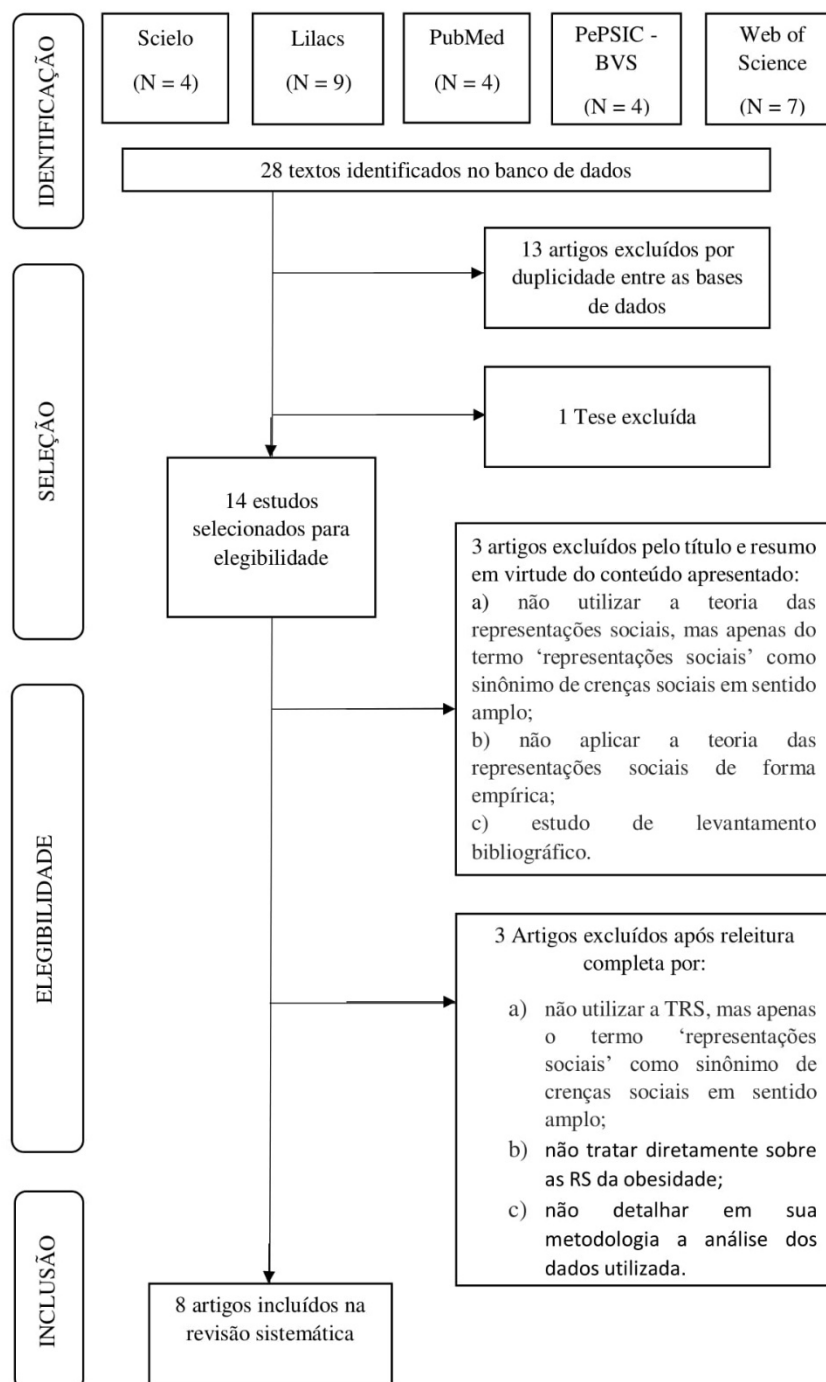 IDENTIFICAÇÃO
Scielo
(N = 4)
Lilacs
(N = 9)
PubMed
(N = 4)
PePSIC -
BVS
(N = 4)
Web of
Science
(N = 7)
28 textos identificados no banco de dados
SELEÇÃO
13 artigos excluídos por
duplicidade entre as bases
de dados
1 Tese excluída
14 estudos
selecionados para
elegibilidade
ELEGIBILIDADE
3 artigos excluídos pelo título e resumo
em virtude do conteúdo apresentado:
a) não utilizar a teoria das
representações sociais, mas apenas do
termo ‘representações sociais’ como
sinônimo de crenças sociais em sentido
amplo;
b) não aplicar a teoria das
representações sociais de forma
empírica;
c) estudo de levantamento
bibliográfico.
3 Artigos excluídos após releitura
completa por:
a) não utilizar a TRS, mas apenas
o termo ‘representações
sociais’ como sinônimo de
crenças sociais em sentido
amplo;
b) não tratar diretamente sobre
as RS da obesidade;
c) não detalhar em sua
metodologia a análise dos
dados utilizada.
INCLUSÃO
8 artigos incluídos na
revisão sistemática